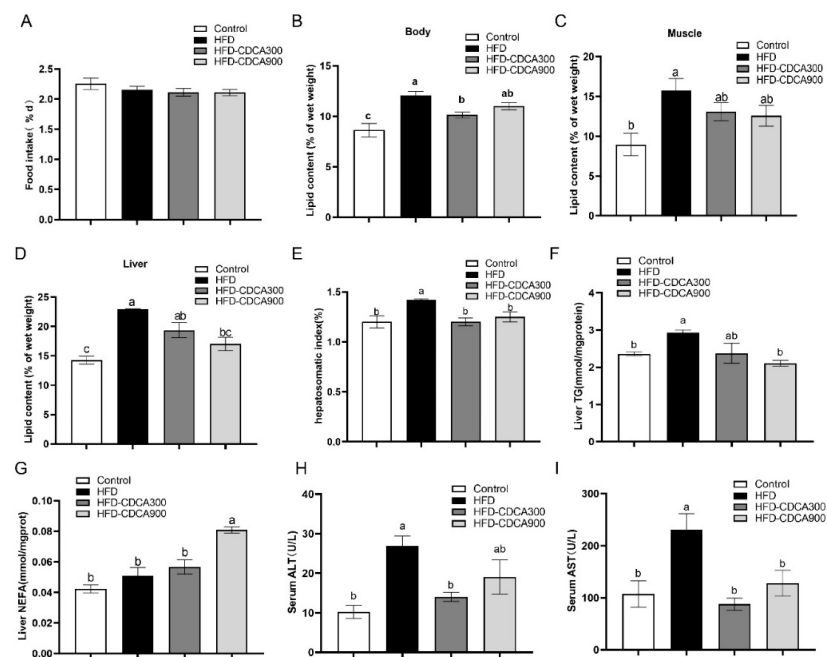 A
Control
HFD
HFD-CDCA300
HFD-CDCA900
Food intake( % d)
2.5
2.0
1.5
1.0
0.5
0.0
B
Body
Control
HFD
HFD-CDCA300
HFD-CDCA900
Lipid content (% of wet weight)
15
10
5
0
c
a
b
ab
C
Muscle
Control
HFD
HFD-CDCA300
HFD-CDCA900
Lipid content (% of wet weight)
20
15
10
5
0
b
a
ab
ab
D
Liver
Control
HFD
HFD-CDCA300
HFD-CDCA900
Lipid content (% of wet weight)
25
20
15
10
5
0
c
a
ab
bc
E
Control
HFD
HFD-CDCA300
HFD-CDCA900
hepatosomatic index(%)
1.5
1.0
0.5
0.0
b
a
b
b
F
Control
HFD
HFD-CDCA300
HFD-CDCA900
Liver TG(mmol/mgprotein)
4
3
2
1
0
b
a
ab
b
G
Control
HFD
HFD-CDCA300
HFD-CDCA900
Liver NEFA(mmol/mgprot)
0.10
0.08
0.06
0.04
0.02
0.00
b
b
b
a
H
Control
HFD
HFD-CDCA300
HFD-CDCA900
Serum ALT(U/L)
40
30
20
10
0
b
a
b
ab
I
Control
HFD
HFD-CDCA300
HFD-CDCA900
Serum AST(U/L)
300
200
100
0
b
a
b
b